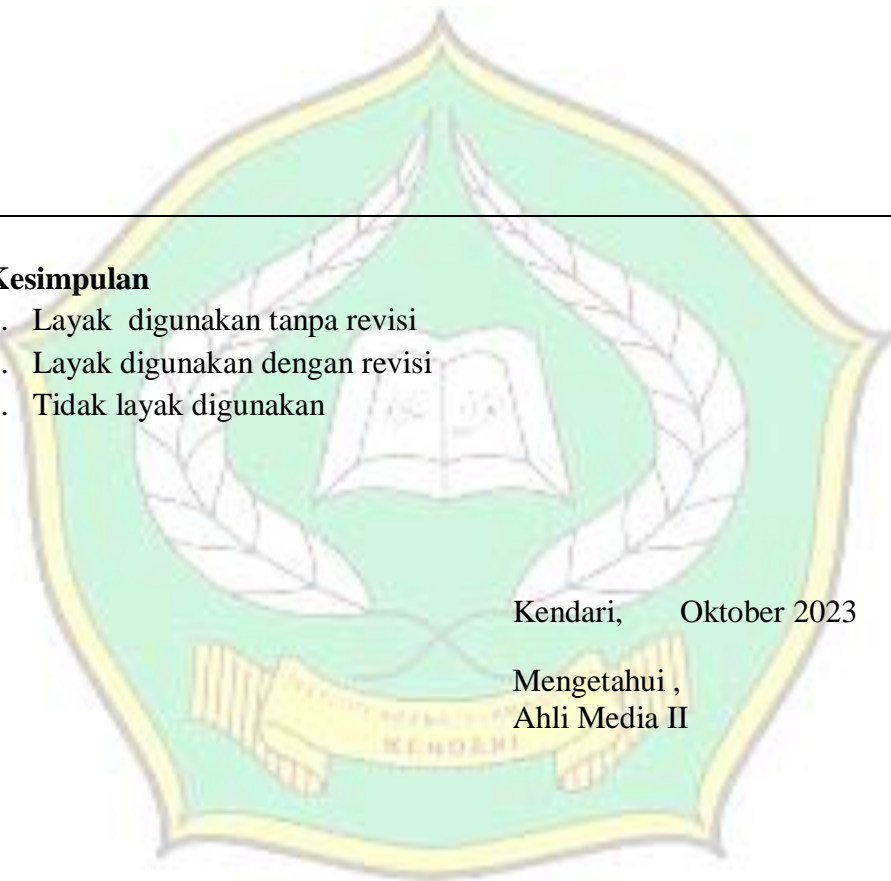 Kesimpulan
. Layak digunakan tanpa revisi
. Layak digunakan dengan revisi
. Tidak layak digunakan
Kendari, Oktober 2023
Mengetahui ,
Ahli Media II
KENDARI